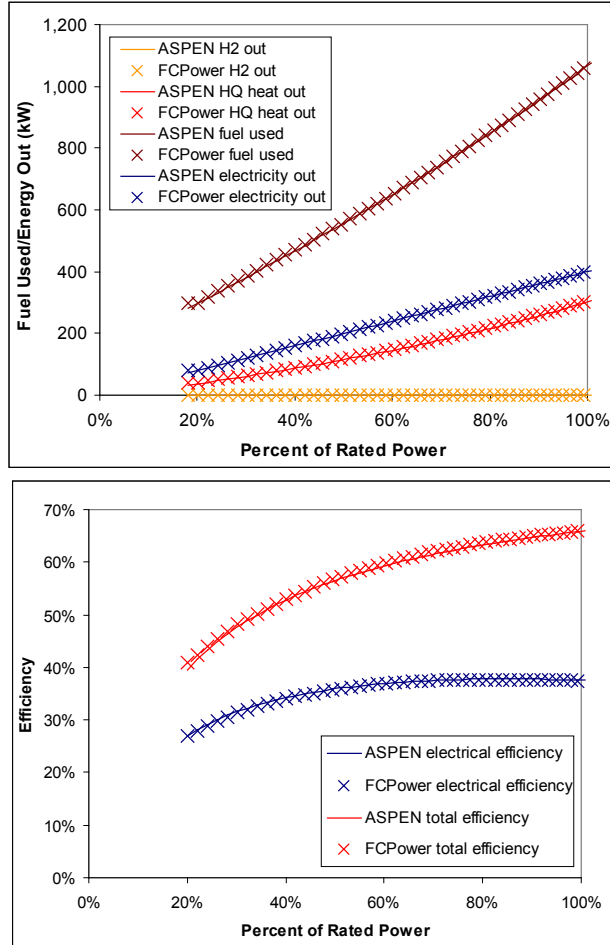 1,200
1,000
800
600
400
200
0
Fuel Used/Energy Out (kW)
ASPEN H2 out
FCPower H2 out
ASPEN HQ heat out
FCPower HQ heat out
ASPEN fuel used
FCPower fuel used
ASPEN electricity out
FCPower electricity out
0% 20% 40% 60% 80% 100%
Percent of Rated Power
70%
60%
50%
40%
30%
20%
10%
0%
Efficiency
ASPEN electrical efficiency
FCPower electrical efficiency
ASPEN total efficiency
FCPower total efficiency
0% 20% 40% 60% 80% 100%
Percent of Rated Power